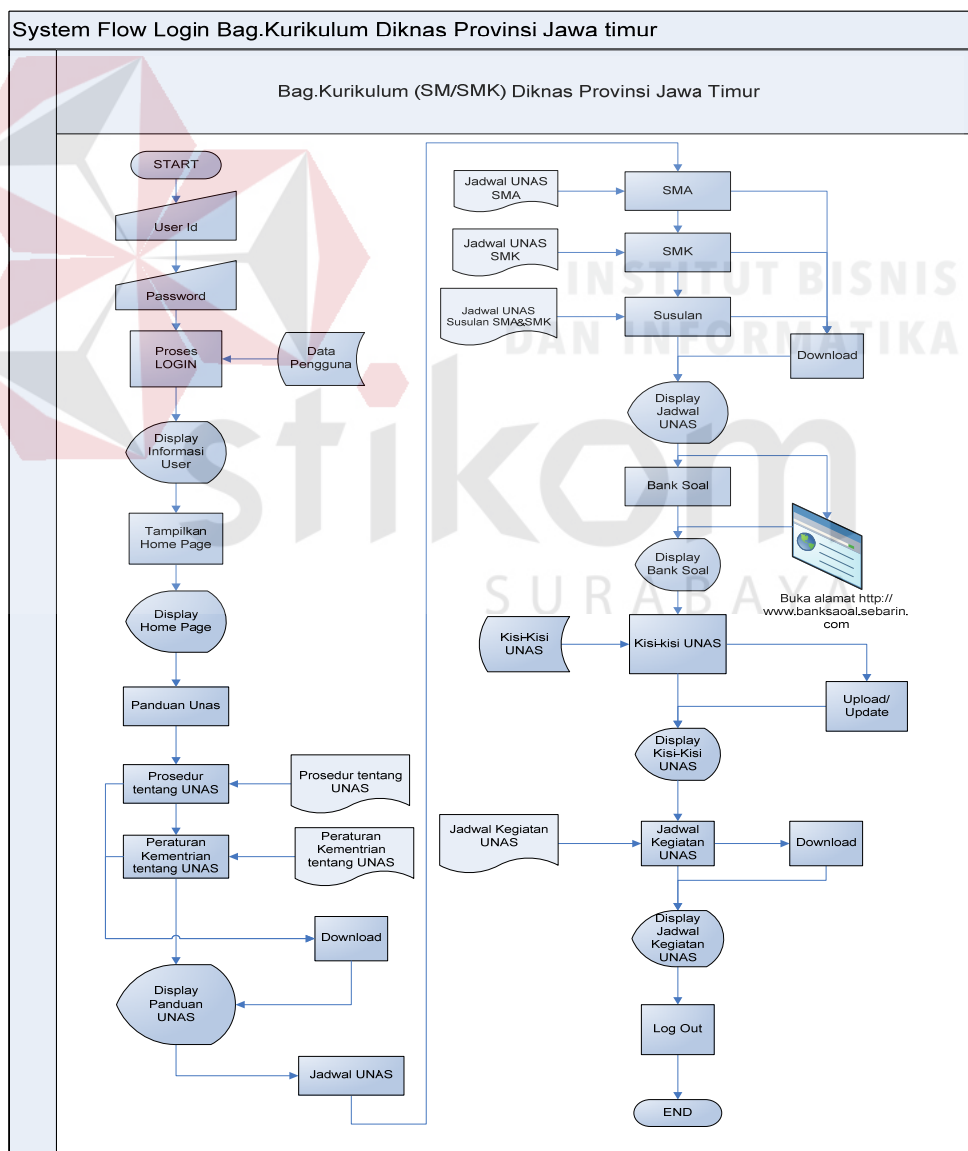 System Flow Login Bag.Kurikulum Diknas Provinsi Jawa timur
Bag.Kurikulum (SM/SMK) Diknas Provinsi Jawa Timur
START
User Id
Password
Proses
LOGIN
Data
Pengguna
Display
Informasi
User
Tampilkan
Home Page
Display
Home Page
Panduan Unas
Prosedur
tentang UNAS
Prosedur tentang
UNAS
Peraturan
Kementrian
tentang UNAS
Peraturan
Kementrian
tentang UNAS
Download
Display
Panduan
UNAS
Jadwal UNAS
Jadwal UNAS
SMA
SMA
Jadwal UNAS
SMK
SMK
Jadwal UNAS
Susulan SMA&SMK
Susulan
Download
Display
Jadwal
UNAS
Bank Soal
Display
Bank Soal
Buka alamat http://
www.banksaoal.sebarin.
com
Kisi-Kisi
UNAS
Kisi-kisi UNAS
Upload/
Update
Display
Kisi-Kisi
UNAS
Jadwal Kegiatan
UNAS
Jadwal
Kegiatan
UNAS
Download
Display
Jadwal
Kegiatan
UNAS
Log Out
END
INSTITUT BISNIS
DAN INFORMATIKA
stikom
SURABAYA